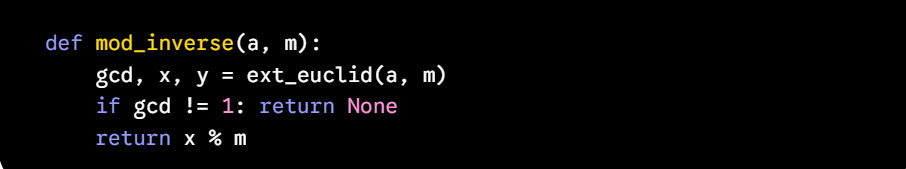 def mod_inverse(a, m):
    gcd, x, y = ext_euclid(a, m)
    if gcd != 1: return None
    return x % m